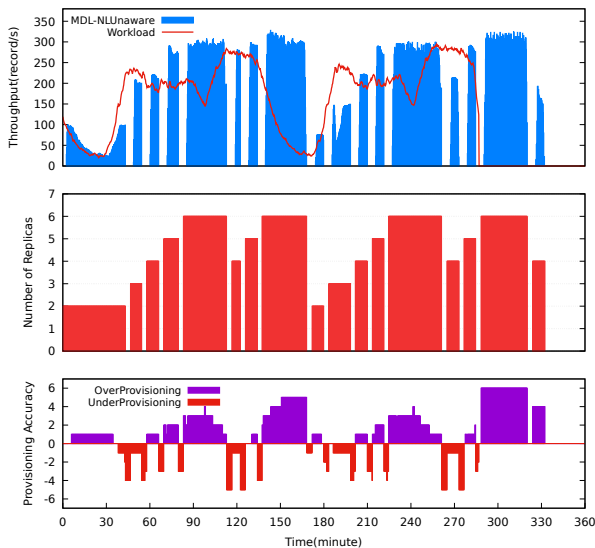 Throughput(record/s)
350
300
250
200
150
100
50
0
MDL-NLUnaware
Workload
Number of Replicas
7
6
5
4
3
2
1
0
Provisioning Accuracy
6
4
2
0
-2
-4
-6
OverProvisioning
UnderProvisioning
0 30 60 90 120 150 180 210 240 270 300 330 360
Time(minute)